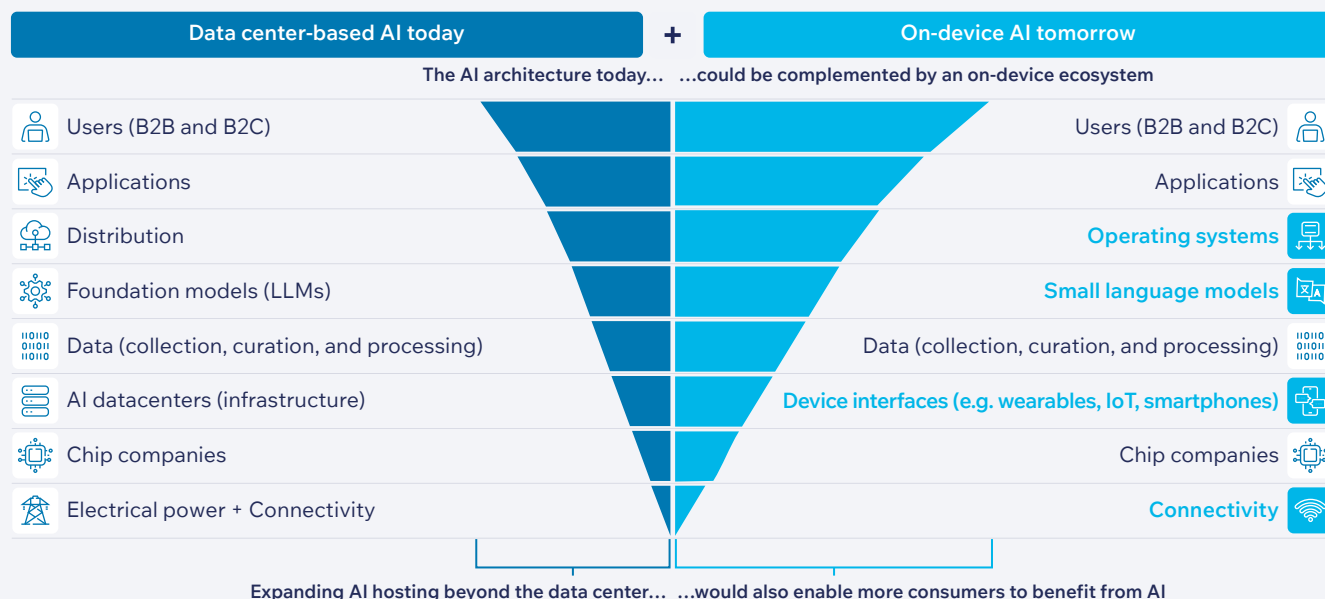 Data center-based AI today
+
On-device AI tomorrow
The AI architecture today...
...could be complemented by an on-device ecosystem
Users (B2B and B2C)
Users (B2B and B2C)
Applications
Applications
Distribution
Operating systems
Foundation models (LLMs)
Small language models
Data (collection, curation, and processing)
Data (collection, curation, and processing)
AI datacenters (infrastructure)
Device interfaces (e.g. wearables, IoT, smartphones)
Chip companies
Chip companies
Electrical power + Connectivity
Connectivity
Expanding AI hosting beyond the data center...
...would also enable more consumers to benefit from AI